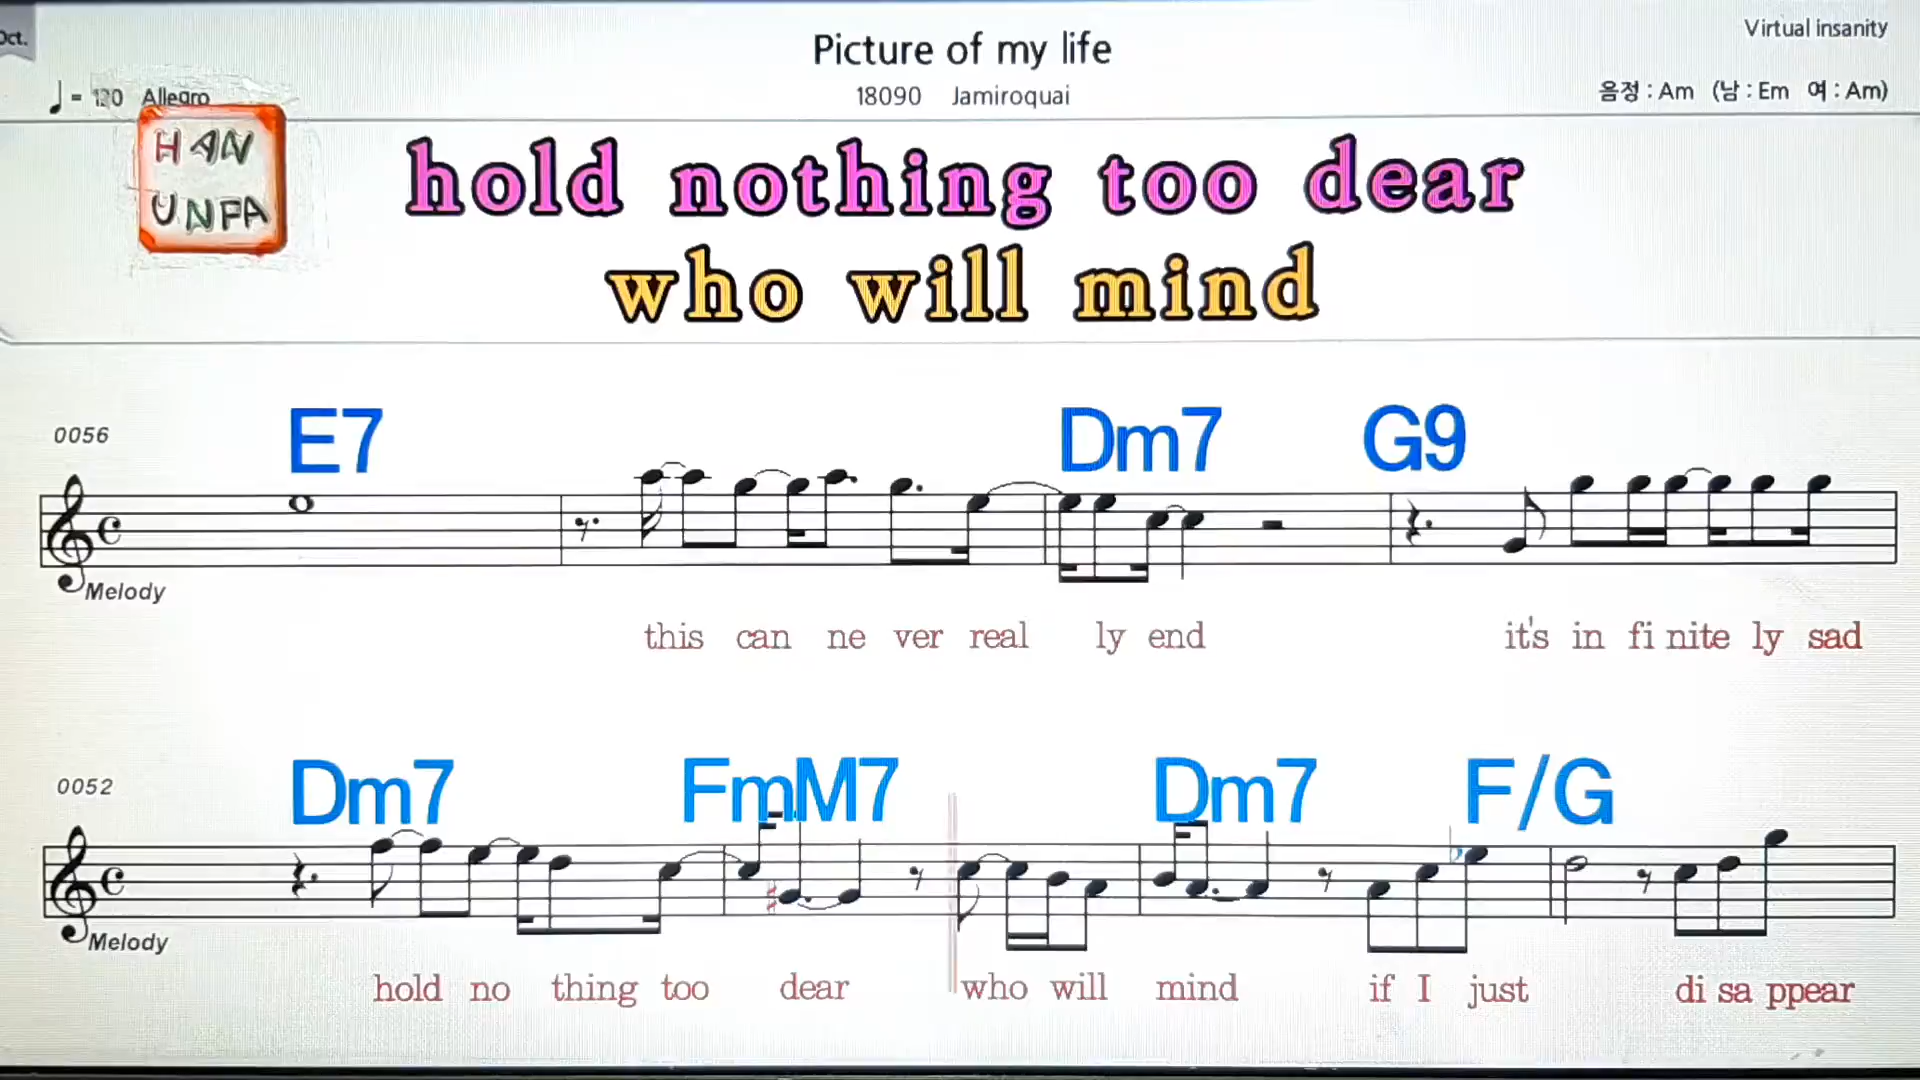 Oct.
Picture of my life
Virtual insanity
= 120 Allegro
18090 Jamiroquai
음정 : Am (남 : Em 여 : Am)
HAN
UNPA
hold nothing too dear
who will mind
0056 E7 Dm7 G9
Melody
this can ne ver real ly end it's in fi nite ly sad
0052 Dm7 FmM7 Dm7 F/G
Melody
hold no thing too dear who will mind if I just di sa ppear